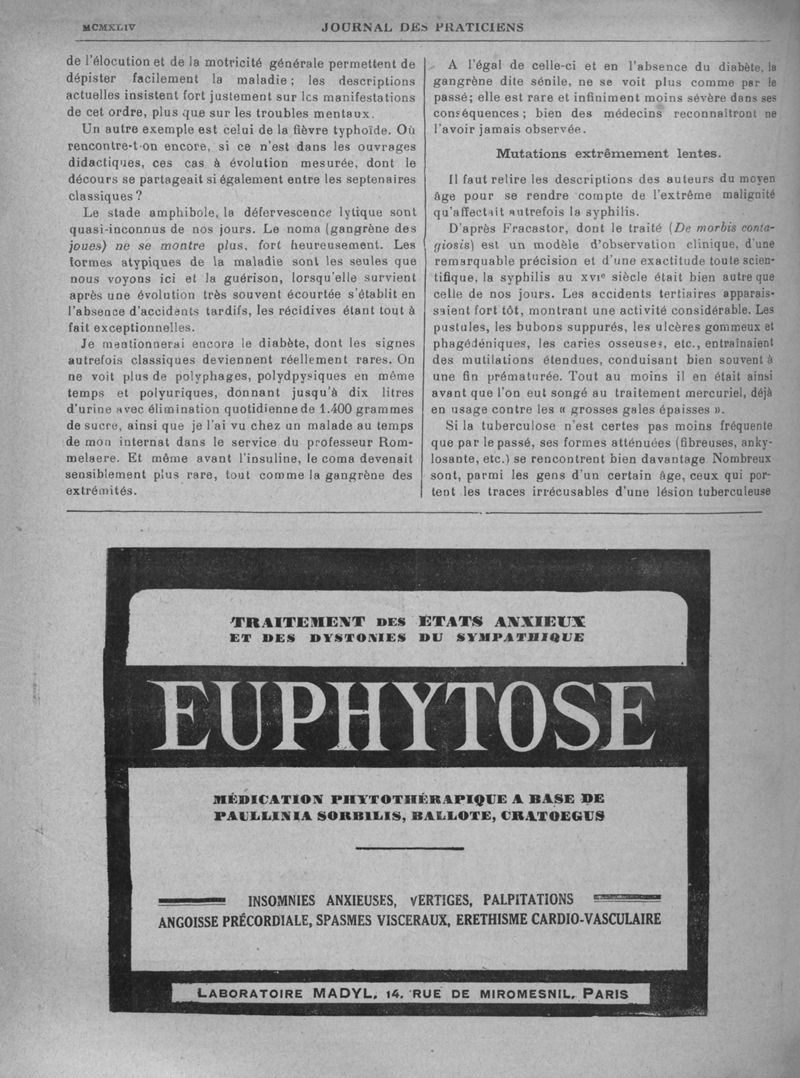 MCMXLIV
JOURNAL DES PRATICIENS
de l'élocution et de la motricité générale permettent de
dépister facilement la maladie ; les descriptions
actuelles insistent fort justement sur les manifestations
de cet ordre, plus que sur les troubles mentaux.
Un autre exemple est celui de la fièvre typhoïde. Où
rencontre-t-on encore, si ce n'est dans les ouvrages
didactiques, ces cas à évolution mesurée, dont le
décours se partageait si également entre les septenaires
classiques ?
Le stade amphibole, la défervescence lytique sont
quasi-inconnus de nos jours. Le noma (gangrène des
joues) ne se montre plus, fort heureusement. Les
formes atypiques de la maladie sont les seules que
nous voyons ici et la guérison, lorsqu'elle survient
après une évolution très souvent écourtée s'établit en
l'absence d'accidents tardifs, les récidives étant tout à
fait exceptionnelles.
Je mentionnerai encore le diabète, dont les signes
autrefois classiques deviennent réellement rares. On
ne voit plus de polyphages, polydpysiques en même
temps et polyuriques, donnant jusqu'à dix litres
d'urine avec élimination quotidienne de 1.400 grammes
de sucre, ainsi que je l'ai vu chez un malade au temps
de mon internat dans le service du professeur Rom-
melaere. Et même avant l'insuline, le coma devenait
sensiblement plus rare, tout comme la gangrène des
extrémités.
A l'égal de celle-ci et en l'absence du diabète, la
gangrène dite sénile, ne se voit plus comme par le
passé; elle est rare et infiniment moins sévère dans ses
conséquences ; bien des médecins reconnaîtront ne
l'avoir jamais observée.
Mutations extrêmement lentes.
Il faut relire les descriptions des auteurs du moyen
âge pour se rendre compte de l'extrême malignité
qu'affectait autrefois la syphilis.
D'après Fracastor, dont le traité (De morbis conta-
giosis) est un modèle d'observation clinique, d'une
remarquable précision et d'une exactitude toute scien-
tifique, la syphilis au XVIe siècle était bien autre que
celle de nos jours. Les accidents tertiaires apparais-
saient fort tôt, montrant une activité considérable. Les
pustules, les bubons suppurés, les ulcères gommeux et
phagédéniques, les caries osseuses, etc., entraînaient
des mutilations étendues, conduisant bien souvent à
une fin prématurée. Tout au moins il en était ainsi
avant que l'on eut songé au traitement mercuriel, déjà
en usage contre les « grosses gales épaisses ».
Si la tuberculose n'est certes pas moins fréquente
que par le passé, ses formes atténuées (fibreuses, anky-
losante, etc.) se rencontrent bien davantage. Nombreux
sont, parmi les gens d'un certain âge, ceux qui por-
tent les traces irrécusables d'une lésion tuberculeuse
TRAITEMENT DES ÉTATS ANXIEUX
ET DES DYSTONIES DU SYMPATHIQUE
EUPHYTOSE
MÉDICATION PHYTOTHÉRAPIQUE A BASE DE
PAULLINIA SORBILIS, BALLOTE, CRATOEGUS
INSOMNIES ANXIEUSES, VERTIGES, PALPITATIONS
ANGOISSE PRÉCORDIALE, SPASMES VISCERAUX, ERETHISME CARDIO-VASCULAIRE
LABORATOIRE MADYL, 14, RUE DE MIROMESNIL, PARIS